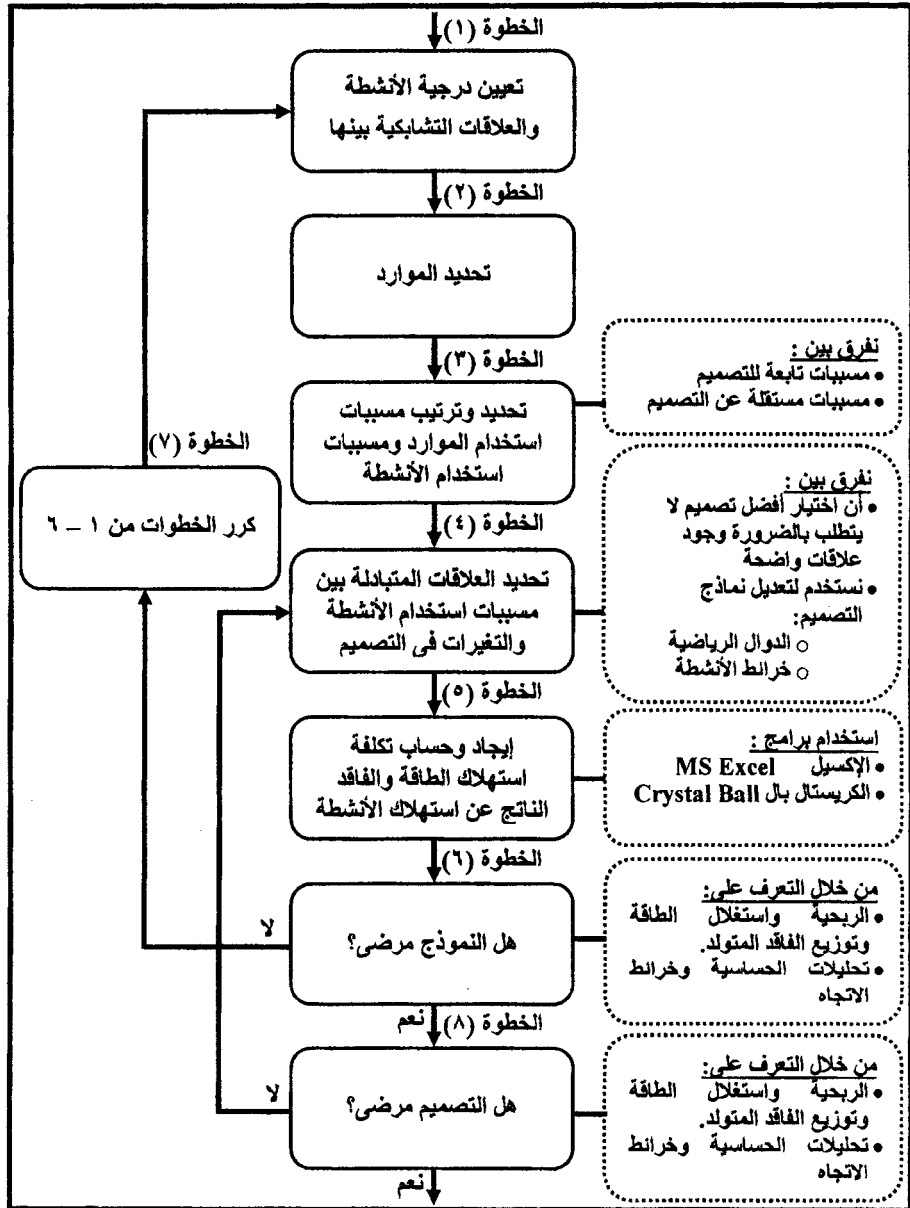 الخطوة (١)
تعيين درجية الأنشطة
والعلاقات التشابكية بينها
الخطوة (٢)
تحديد الموارد
الخطوة (٣)
تحديد وترتيب مسببات
استخدام الموارد ومسببات
استخدام الأنشطة
نفرق بين :
• مسببات تابعة للتصميم
• مسببات مستقلة عن التصميم
الخطوة (٤)
تحديد العلاقات المتبادلة بين
مسببات استخدام الأنشطة
والتغيرات فى التصميم
نفرق بين :
• أن اختيار أفضل تصميم لا
يتطلب بالضرورة وجود
علاقات واضحة
• نستخدم لتعديل نماذج
التصميم:
○ الدوال الرياضية
○ خرائط الأنشطة
الخطوة (٥)
إيجاد وحساب تكلفة
استهلاك الطاقة والفاقد
الناتج عن استهلاك الأنشطة
استخدام برامج :
• الإكسيل MS Excel
• الكريستال بال Crystal Ball
الخطوة (٦)
هل النموذج مرضى؟
لا
من خلال التعرف على:
• الربحية واستغلال الطاقة
وتوزيع الفاقد المتولد.
• تحليلات الحساسية وخرائط
الاتجاه
الخطوة (٧)
كرر الخطوات من ١ – ٦
نعم
الخطوة (٨)
هل التصميم مرضى؟
لا
من خلال التعرف على:
• الربحية واستغلال الطاقة
وتوزيع الفاقد المتولد.
• تحليلات الحساسية وخرائط
الاتجاه
نعم